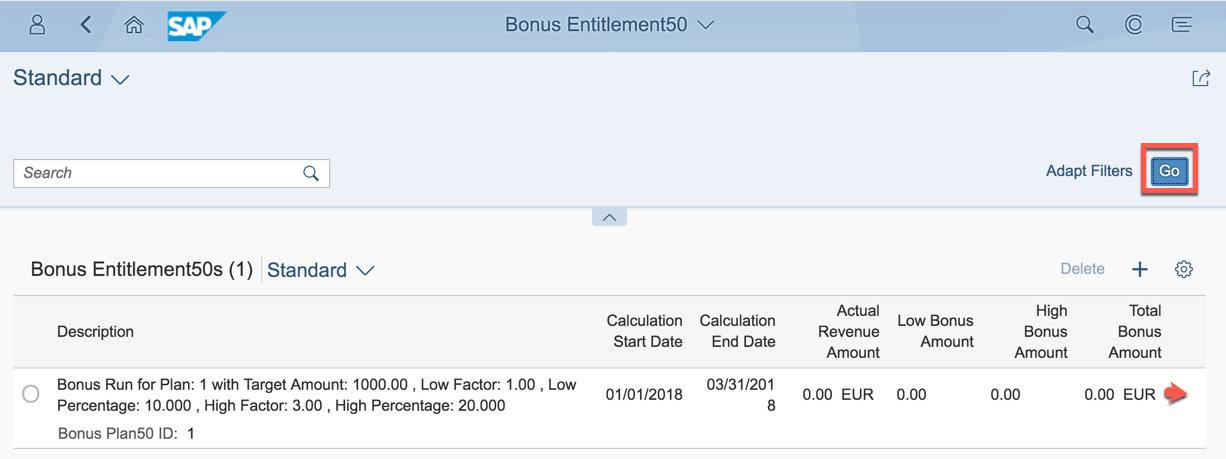 SAP
Bonus Entitlement50
Standard
Search
Adapt Filters
Go
Bonus Entitlement50s (1)
Standard
Delete
Description
Calculation
Start Date
Calculation
End Date
Actual
Revenue
Amount
Low Bonus
Amount
High
Bonus
Amount
Total
Bonus
Amount
Bonus Run for Plan: 1 with Target Amount: 1000.00 , Low Factor: 1.00 , Low
Percentage: 10.000 , High Factor: 3.00 , High Percentage: 20.000
01/01/2018
03/31/201
8
0.00 EUR
0.00
0.00
0.00 EUR
Bonus Plan50 ID: 1